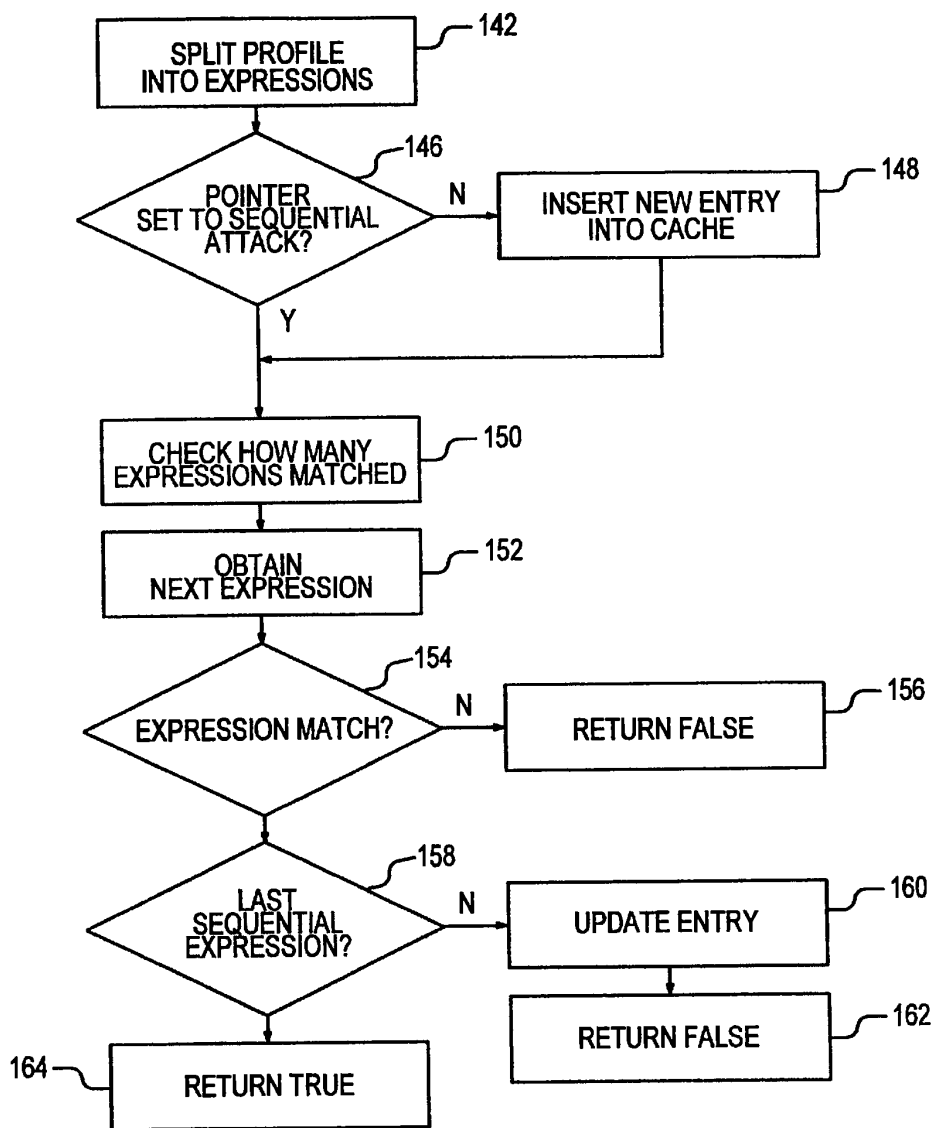 142
SPLIT PROFILE
INTO EXPRESSIONS
146
POINTER
SET TO SEQUENTIAL
ATTACK?
N
148
INSERT NEW ENTRY
INTO CACHE
Y
150
CHECK HOW MANY
EXPRESSIONS MATCHED
152
OBTAIN
NEXT EXPRESSION
154
EXPRESSION MATCH?
N
156
RETURN FALSE
158
LAST
SEQUENTIAL
EXPRESSION?
N
160
UPDATE ENTRY
162
RETURN FALSE
164
RETURN TRUE